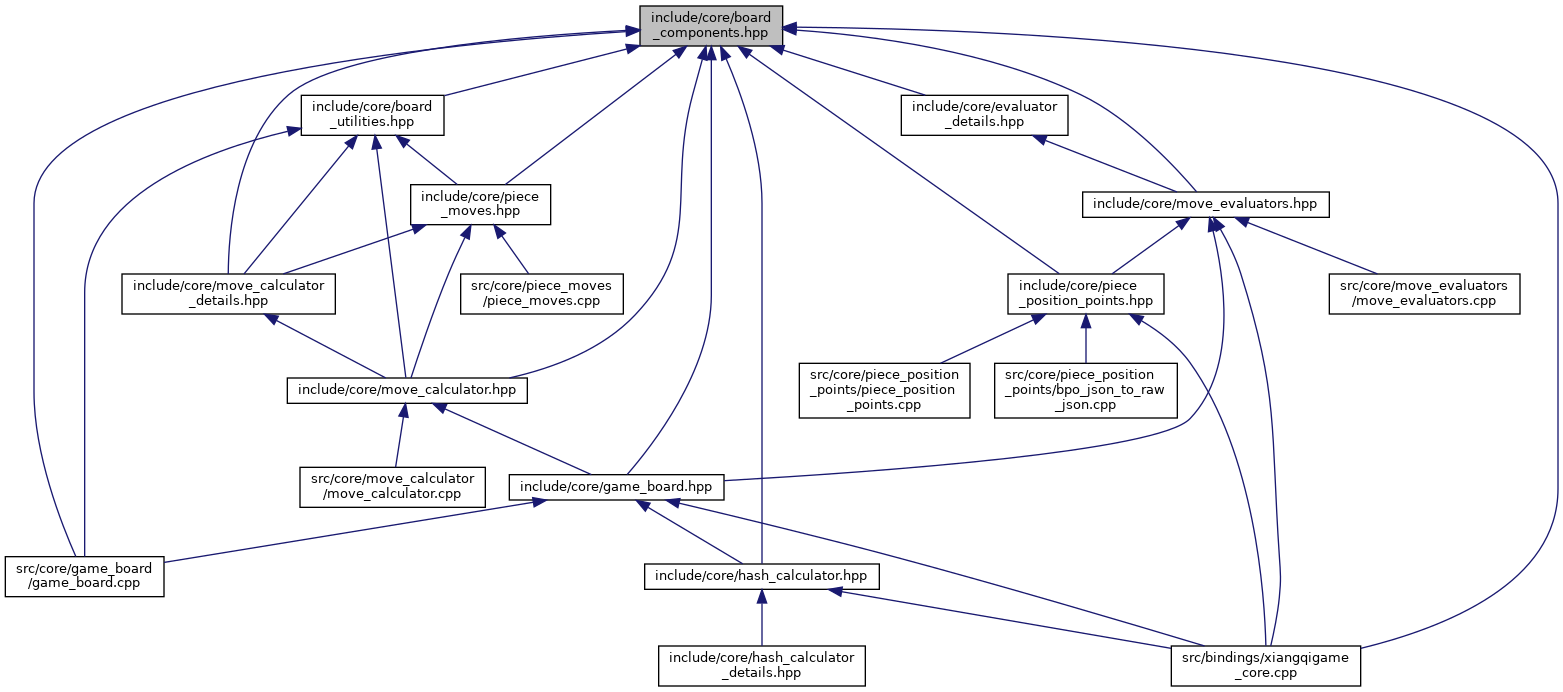 include/core/board
_components.hpp
include/core/board
_utilities.hpp
include/core/evaluator
_details.hpp
include/core/piece
_moves.hpp
include/core/move_evaluators.hpp
include/core/move_calculator
_details.hpp
src/core/piece_moves
/piece_moves.cpp
include/core/piece
_position_points.hpp
src/core/move_evaluators
/move_evaluators.cpp
include/core/move_calculator.hpp
src/core/piece_position
_points/piece_position
_points.cpp
src/core/piece_position
_points/bpo_json_to_raw
_json.cpp
src/core/move_calculator
/move_calculator.cpp
include/core/game_board.hpp
src/core/game_board
/game_board.cpp
include/core/hash_calculator.hpp
include/core/hash_calculator
_details.hpp
src/bindings/xiangqigame
_core.cpp